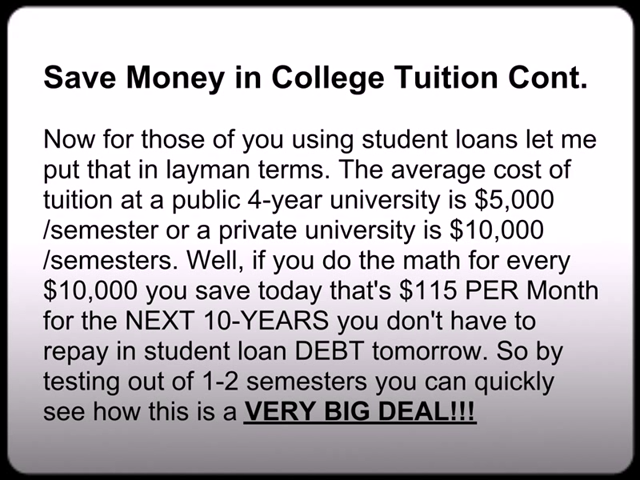 Save Money in College Tuition Cont.
Now for those of you using student loans let me
put that in layman terms. The average cost of
tuition at a public 4-year university is $5,000
/semester or a private university is $10,000
/semesters. Well, if you do the math for every
$10,000 you save today that's $115 PER Month
for the NEXT 10-YEARS you don't have to
repay in student loan DEBT tomorrow. So by
testing out of 1-2 semesters you can quickly
see how this is a VERY BIG DEAL!!!